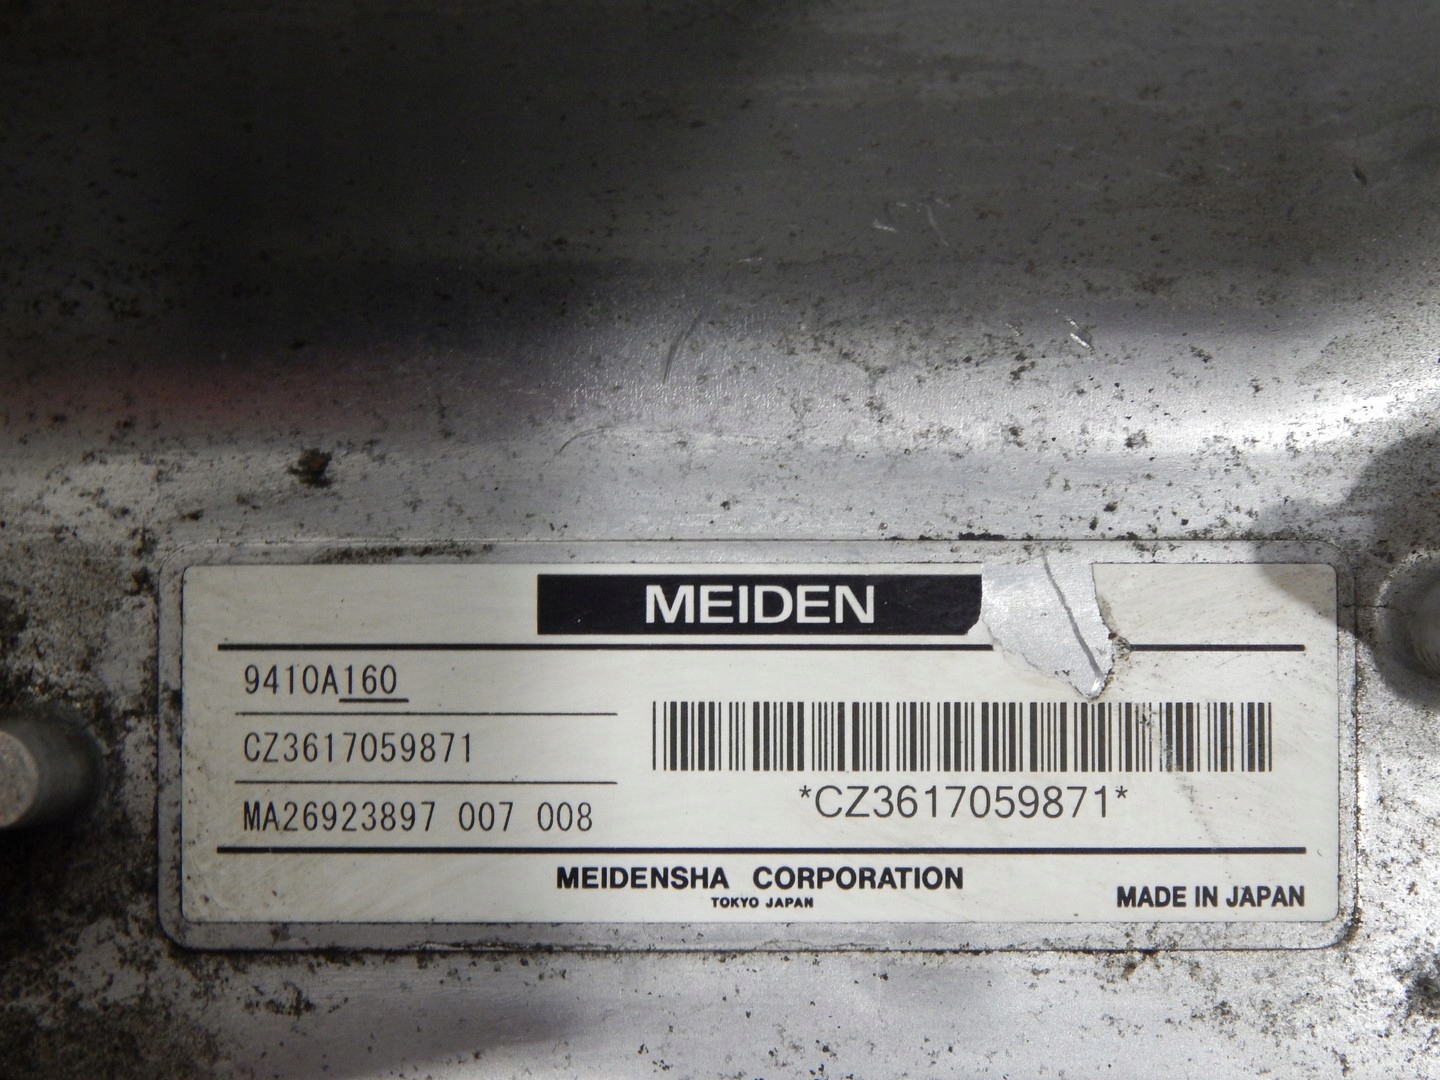 MEIDEN
9410A160
CZ3617059871
MA26923897 007 008
*CZ3617059871*
MEIDENSHA CORPORATION
TOKYO JAPAN
MADE IN JAPAN